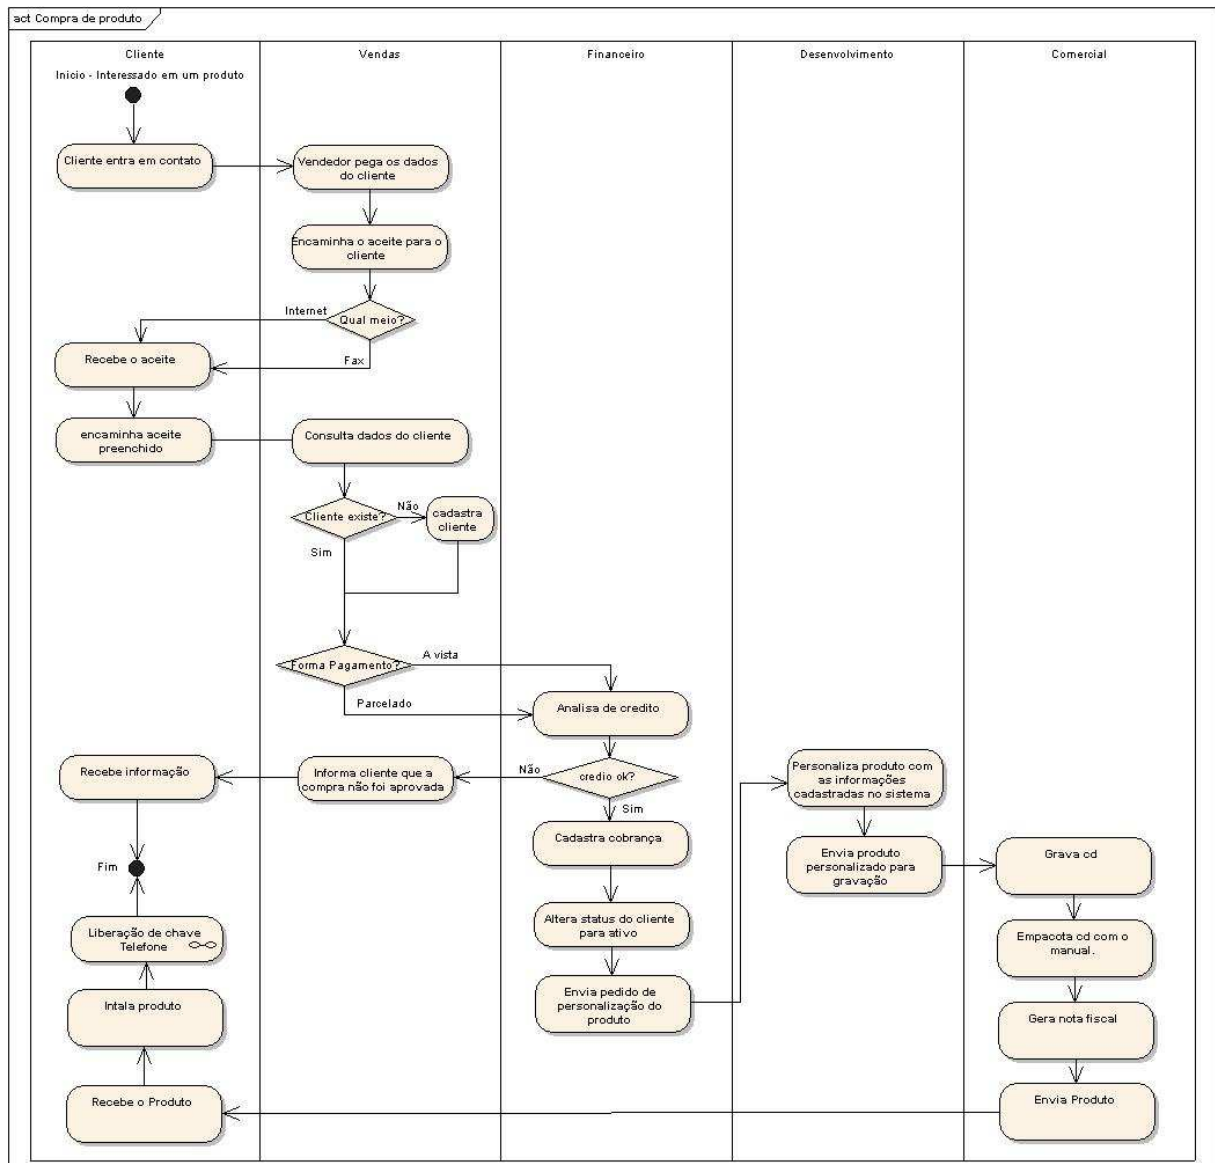 act Compra de produto
Cliente
Vendas
Financeiro
Desenvolvimento
Comercial
Inicio - Interessado em um produto
Cliente entra em contato
Vendedor pega os dados
do cliente
Encaminha o aceite para o
cliente
Internet
Qual meio?
Fax
Recebe o aceite
encaminha aceite
preenchido
Consulta dados do cliente
Cliente existe?
Não
cadastra
cliente
Sim
Forma Pagamento?
A vista
Parcelado
Analisa de credito
Recebe informação
Informa cliente que a
compra não foi aprovada
Não
credio ok?
Sim
Personaliza produto com
as informações
cadastradas no sistema
Cadastra cobrança
Envia produto
personalizado para
gravação
Grava cd
Fim
Liberação de chave
Telefone
Altera status do cliente
para ativo
Empacota cd com o
manual.
Intala produto
Envia pedido de
personalização do
produto
Gera nota fiscal
Recebe o Produto
Envia Produto